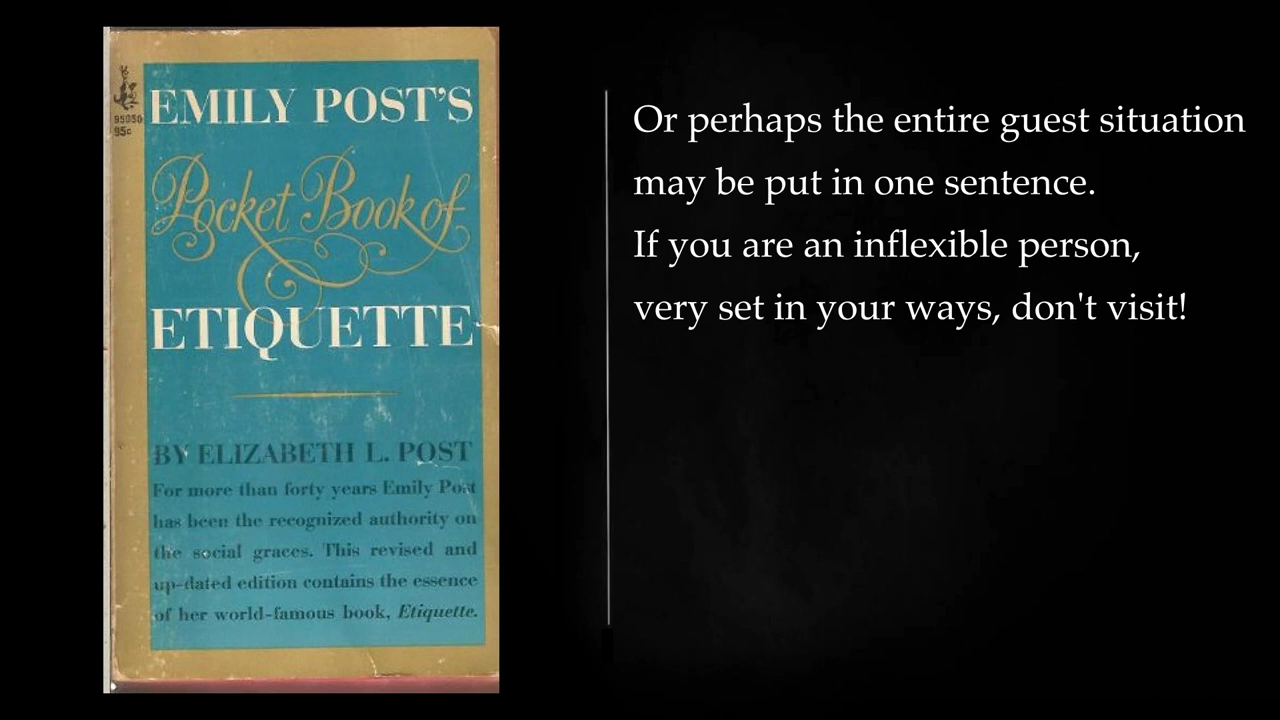 EMILY POST'S
Pocket Book of
ETIQUETTE
95050
95c
BY ELIZABETH L. POST
For more than forty years Emily Post
has been the recognized authority on
the social graces. This revised and
up-dated edition contains the essence
of her world-famous book, Etiquette.
Or perhaps the entire guest situation
may be put in one sentence.
If you are an inflexible person,
very set in your ways, don't visit!